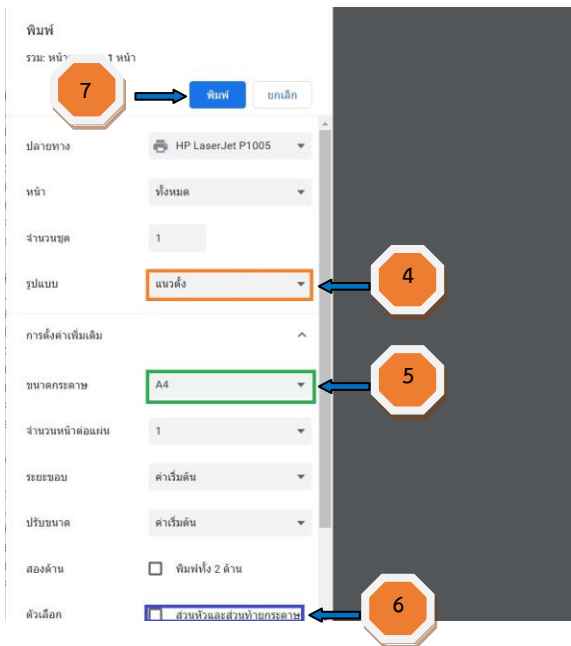 พิมพ์
รวม: หน้า 1 หน้า
7
พิมพ์ ยกเลิก
ปลายทาง HP LaserJet P1005
หน้า ทั้งหมด
จำนวนชุด 1
รูปแบบ แนวตั้ง 4
การตั้งค่าเพิ่มเติม
ขนาดกระดาษ A4 5
จำนวนหน้าต่อแผ่น 1
ระยะขอบ ค่าเริ่มต้น
ปรับขนาด ค่าเริ่มต้น
สองด้าน พิมพ์ทั้ง 2 ด้าน
ตัวเลือก ส่วนหัวและส่วนท้ายกระดาษ 6